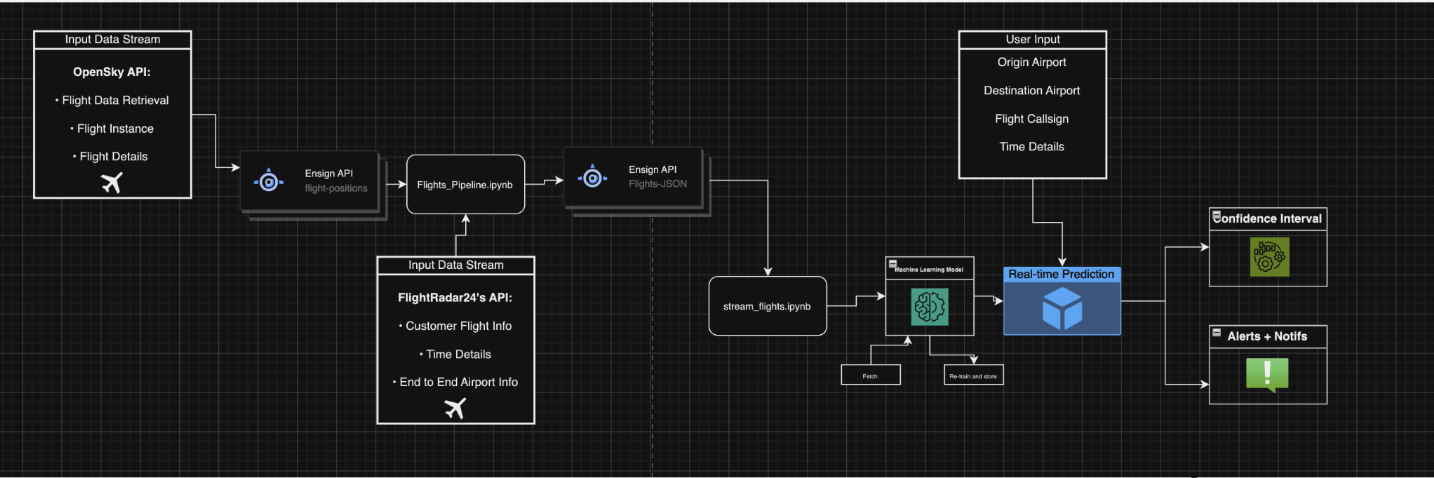 Input Data Stream
OpenSky API:
• Flight Data Retrieval
• Flight Instance
• Flight Details
Ensign API
flight-positions
Flights_Pipeline.ipynb
Ensign API
Flights-JSON
Input Data Stream
FlightRadar24's API:
• Customer Flight Info
• Time Details
• End to End Airport Info
stream_flights.ipynb
Machine Learning Model
Fetch
Re-train and store
User Input
Origin Airport
Destination Airport
Flight Callsign
Time Details
Real-time Prediction
Confidence Interval
Alerts + Notifs